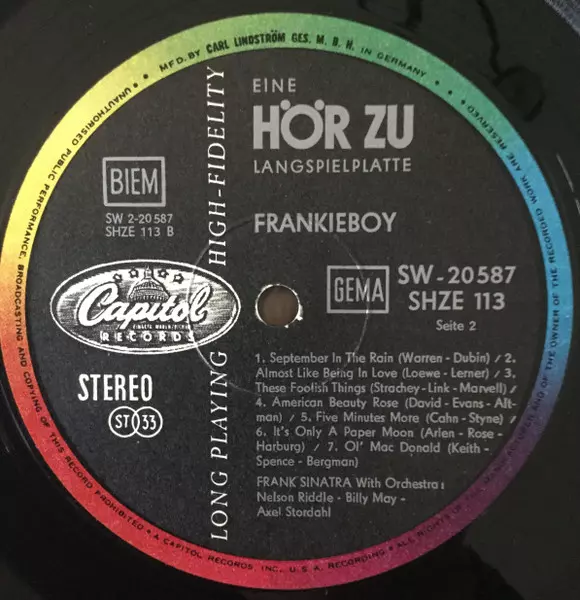 MFD. BY CARL LINDSTRÖM GES. M. B. H. IN GERMANY
UNAUTHORISED PUBLIC PERFORMANCE, BROADCASTING AND COPYING OF THIS RECORD PROHIBITED
ALL RIGHTS OF THE MANUFACTURER AND OF THE OWNER OF THE RECORDED WORK ARE RESERVED
A CAPITOL RECORDS, INC., U. S. A. RECORDING
LONG PLAYING HIGH-FIDELITY
EINE
HÖR ZU
LANGSPIELPLATTE
BIEM
SW 2-20587
SHZE 113 B
FRANKIEBOY
Capitol
RECORDS
GEMA
SW-20587
SHZE 113
Seite 2
STEREO
ST 33
1. September In The Rain (Warren - Dubin) / 2.
Almost Like Being In Love (Loewe - Lerner) / 3.
These Foolish Things (Strachey - Link - Marvell) /
4. American Beauty Rose (David - Evans - Alt-
man) / 5. Five Minutes More (Cahn - Styne) /
6. It's Only A Paper Moon (Arlen - Rose -
Harburg) / 7. Ol' Mac Donald (Keith -
Spence - Bergman)
FRANK SINATRA With Orchestra:
Nelson Riddle - Billy May -
Axel Stordahl